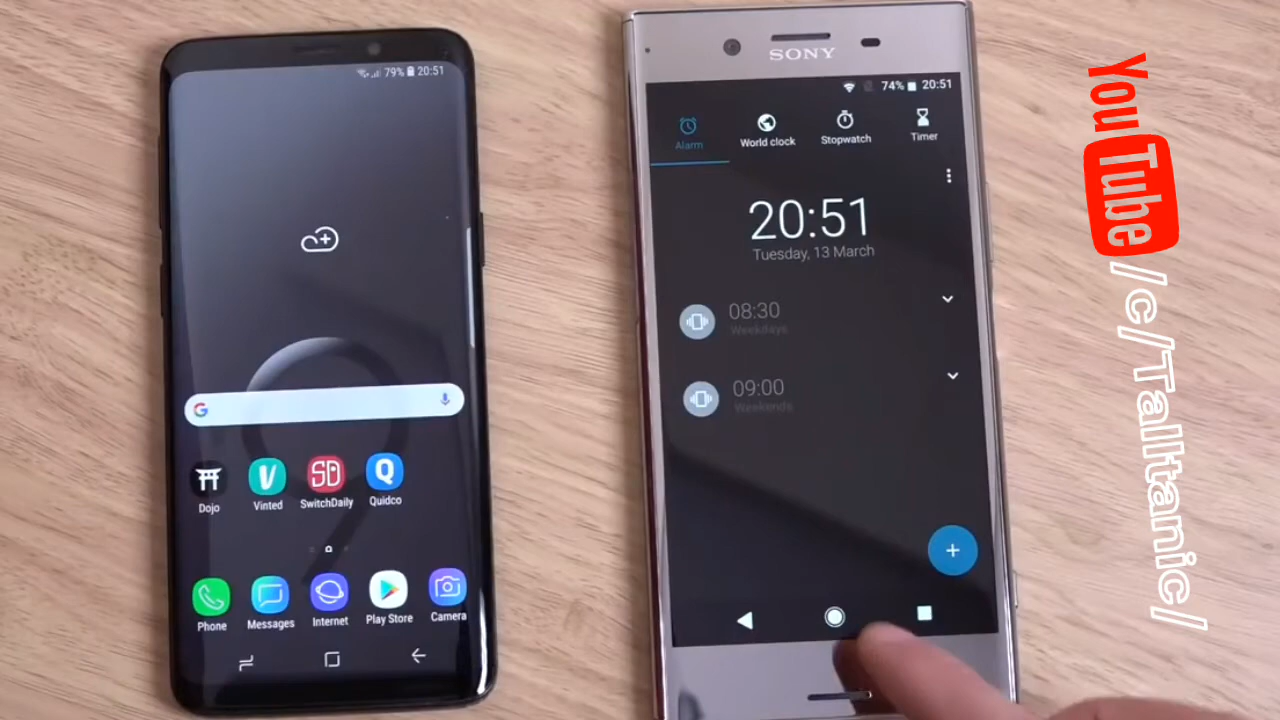 79% 20:51
Dojo
Vinted
SD
SwitchDaily
Q
Quidco
Phone
Messages
Internet
Play Store
Camera
SONY
74% 20:51
Alarm
World clock
Stopwatch
Timer
20:51
Tuesday, 13 March
08:30
Weekdays
09:00
Weekends
YouTube/c/Talltanic/